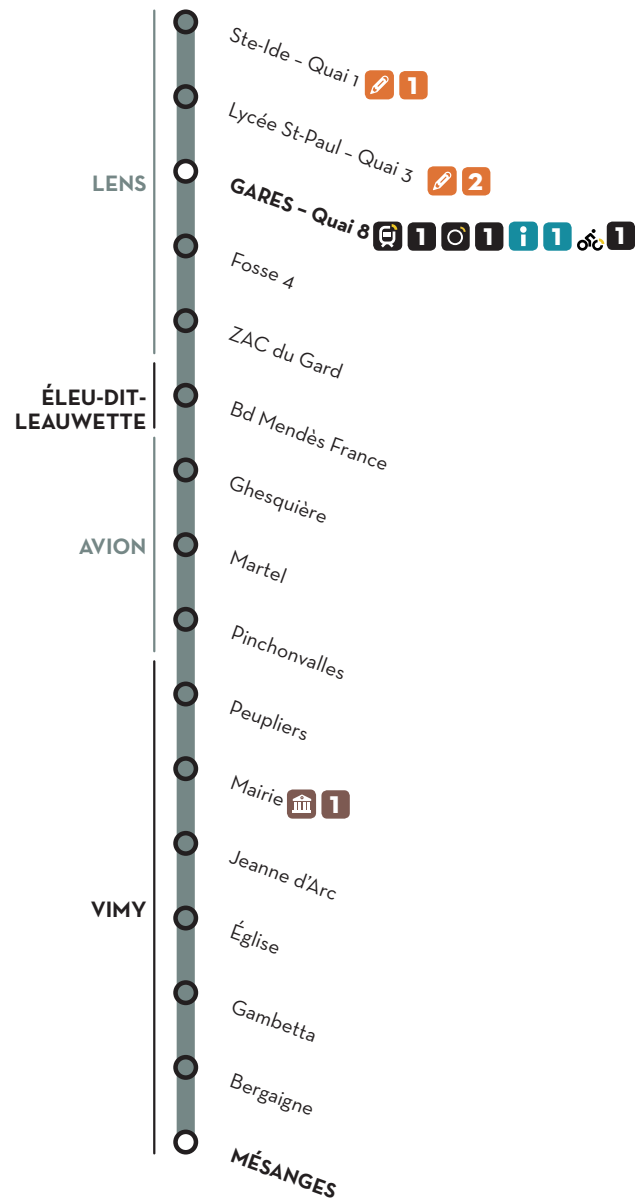 Ste-Ide – Quai 1 1
Lycée St-Paul – Quai 3 2
LENS
GARES – Quai 8 1 1 i 1 1
Fosse 4
ZAC du Gard
ÉLEU-DIT-
LEAUWETTE
Bd Mendès France
Ghesquière
AVION
Martel
Pinchonvalles
Peupliers
Mairie 1
Jeanne d'Arc
VIMY
Église
Gambetta
Bergaigne
MÉSANGES